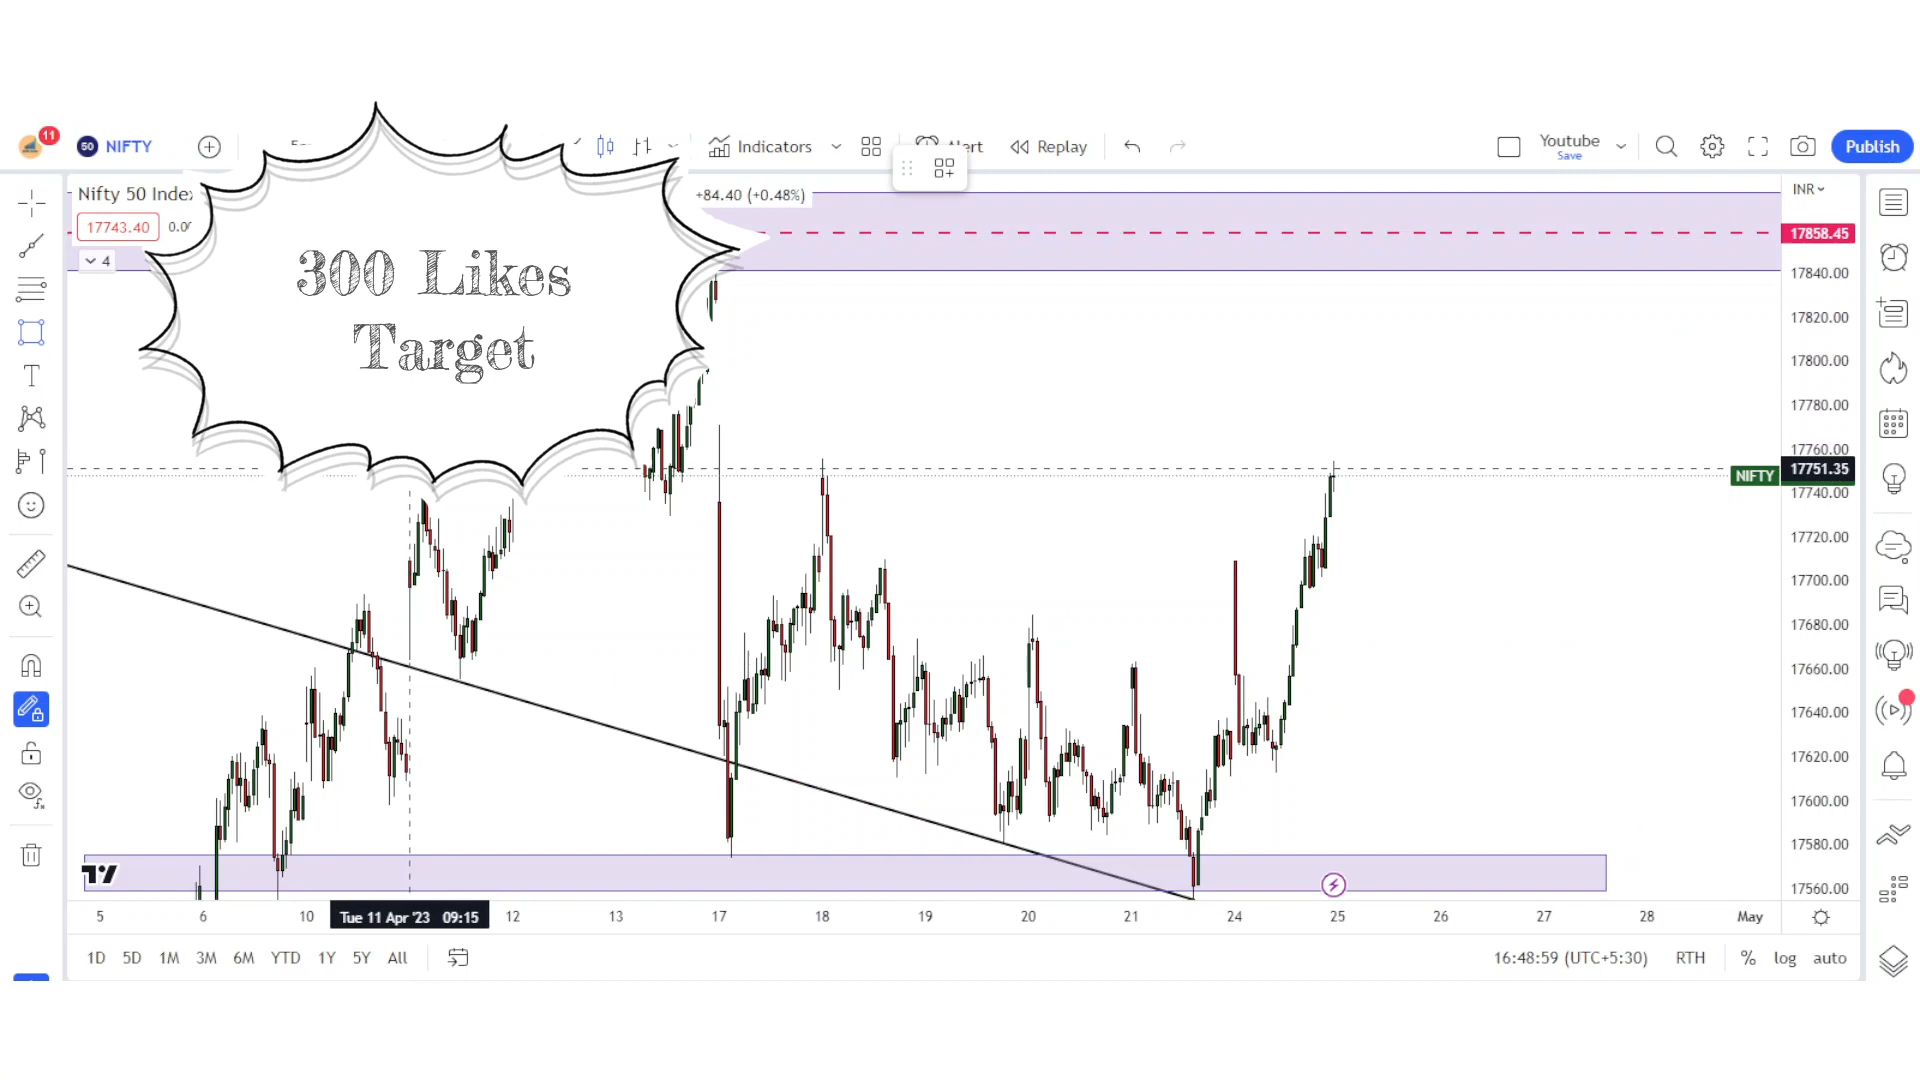 11
50 NIFTY
Indicators
Replay
Youtube
Save
Publish
Nifty 50 Index
+84.40 (+0.48%)
INR
17743.40
4
300 Likes
Target
17858.45
17840.00
17820.00
17800.00
17780.00
17760.00
17751.35
NIFTY
17740.00
17720.00
17700.00
17680.00
17660.00
17640.00
17620.00
17600.00
17580.00
17560.00
5 6 10 Tue 11 Apr '23 09:15 12 13 17 18 19 20 21 24 25 26 27 28 May
1D 5D 1M 3M 6M YTD 1Y 5Y All
16:48:59 (UTC+5:30) RTH % log auto